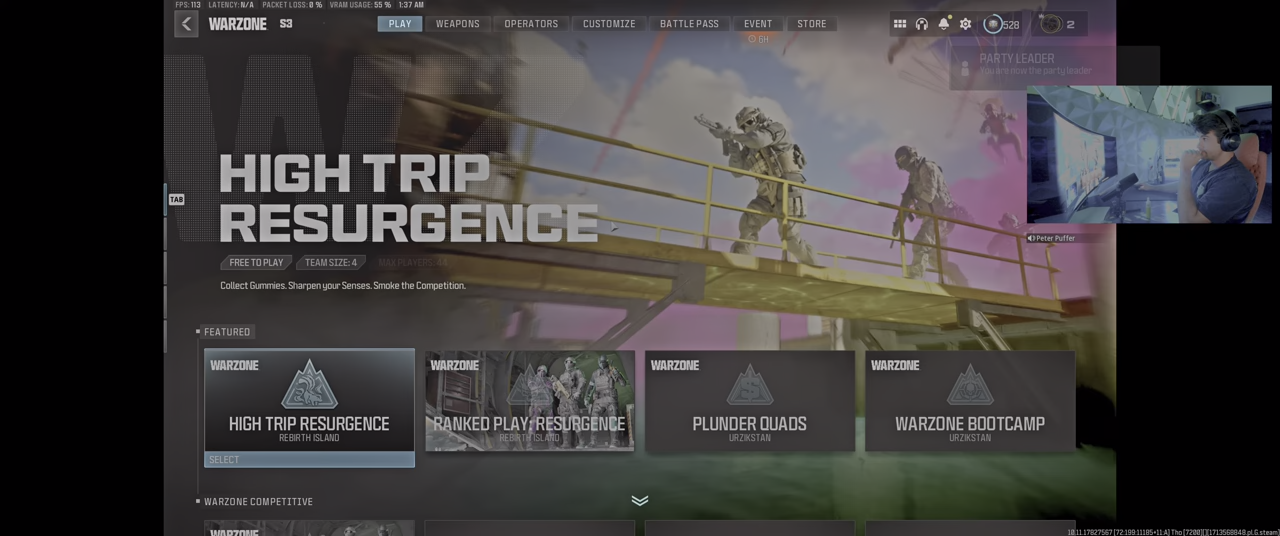 FPS: 113 LATENCY: N/A PACKET LOSS: 0 % VRAM USAGE: 55 % 1:37 AM
WARZONE S3 PLAY WEAPONS OPERATORS CUSTOMIZE BATTLE PASS EVENT STORE 528 2
6H
PARTY LEADER
You are now the party leader
TAB
HIGH TRIP
RESURGENCE
Peter Puffer
FREE TO PLAY TEAM SIZE: 4 MAX PLAYERS: 44
Collect Gummies. Sharpen your Senses. Smoke the Competition.
FEATURED
WARZONE WARZONE WARZONE WARZONE
HIGH TRIP RESURGENCE RANKED PLAY: RESURGENCE PLUNDER QUADS WARZONE BOOTCAMP
REBIRTH ISLAND REBIRTH ISLAND URZIKSTAN URZIKSTAN
SELECT
WARZONE COMPETITIVE
WARZONE